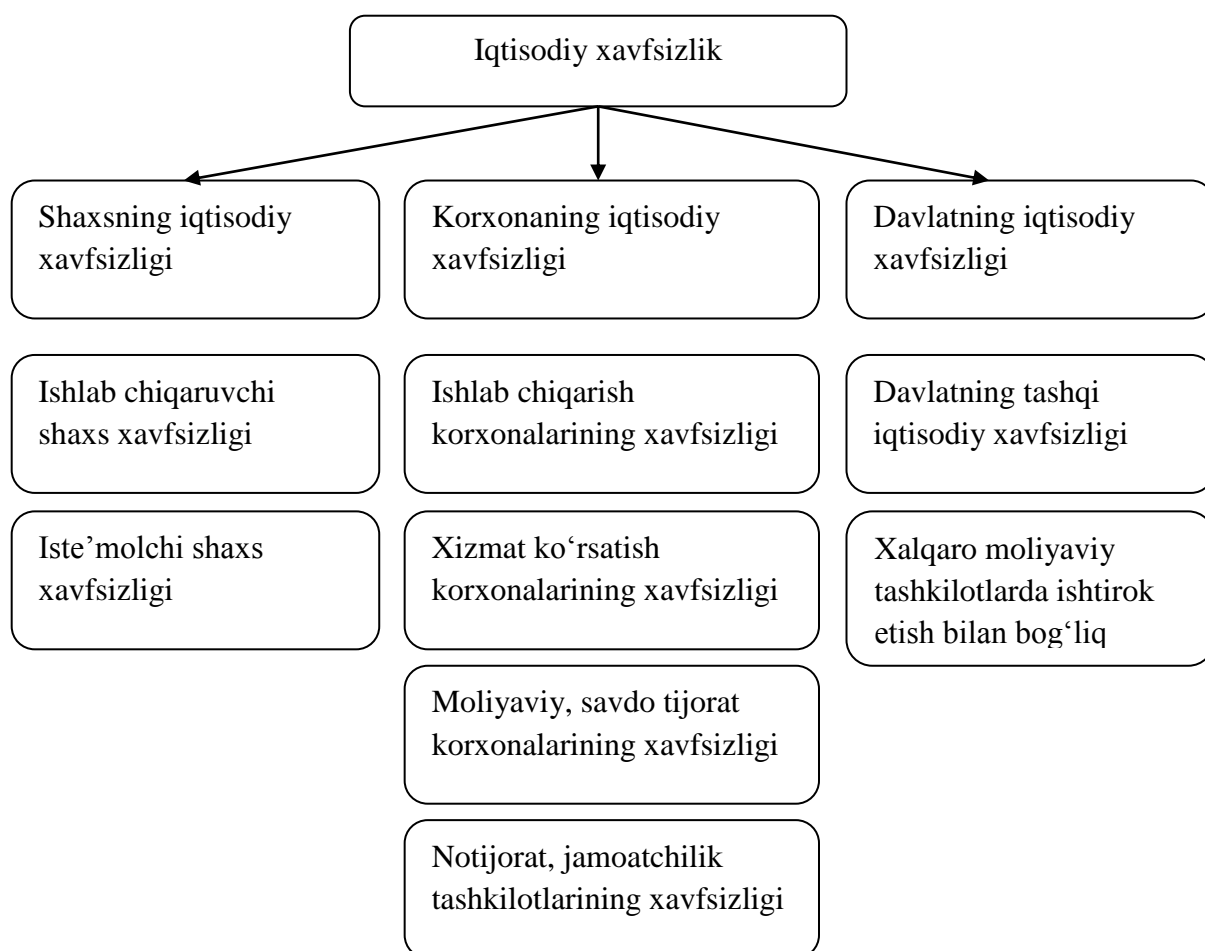 Iqtisodiy xavfsizlik
Shaxsning iqtisodiy
xavfsizligi
Korxonaning iqtisodiy
xavfsizligi
Davlatning iqtisodiy
xavfsizligi
Ishlab chiqaruvchi
shaxs xavfsizligi
Ishlab chiqarish
korxonalarining xavfsizligi
Davlatning tashqi
iqtisodiy xavfsizligi
Iste’molchi shaxs
xavfsizligi
Xizmat ko‘rsatish
korxonalarining xavfsizligi
Xalqaro moliyaviy
tashkilotlarda ishtirok
etish bilan bog‘liq
Moliyaviy, savdo tijorat
korxonalarining xavfsizligi
Notijorat, jamoatchilik
tashkilotlarining xavfsizligi